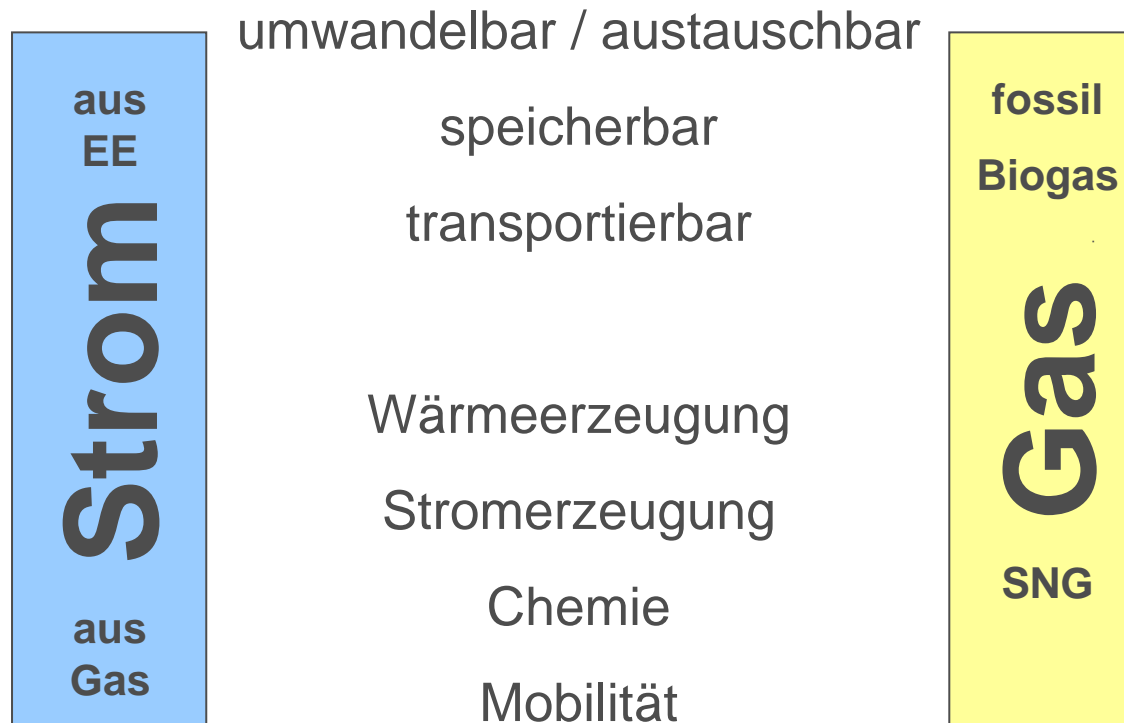 umwandelbar / austauschbar
speicherbar
transportierbar
Wärmeerzeugung
Stromerzeugung
Chemie
Mobilität
aus
EE
Strom
aus
Gas
fossil
Biogas
Gas
SNG